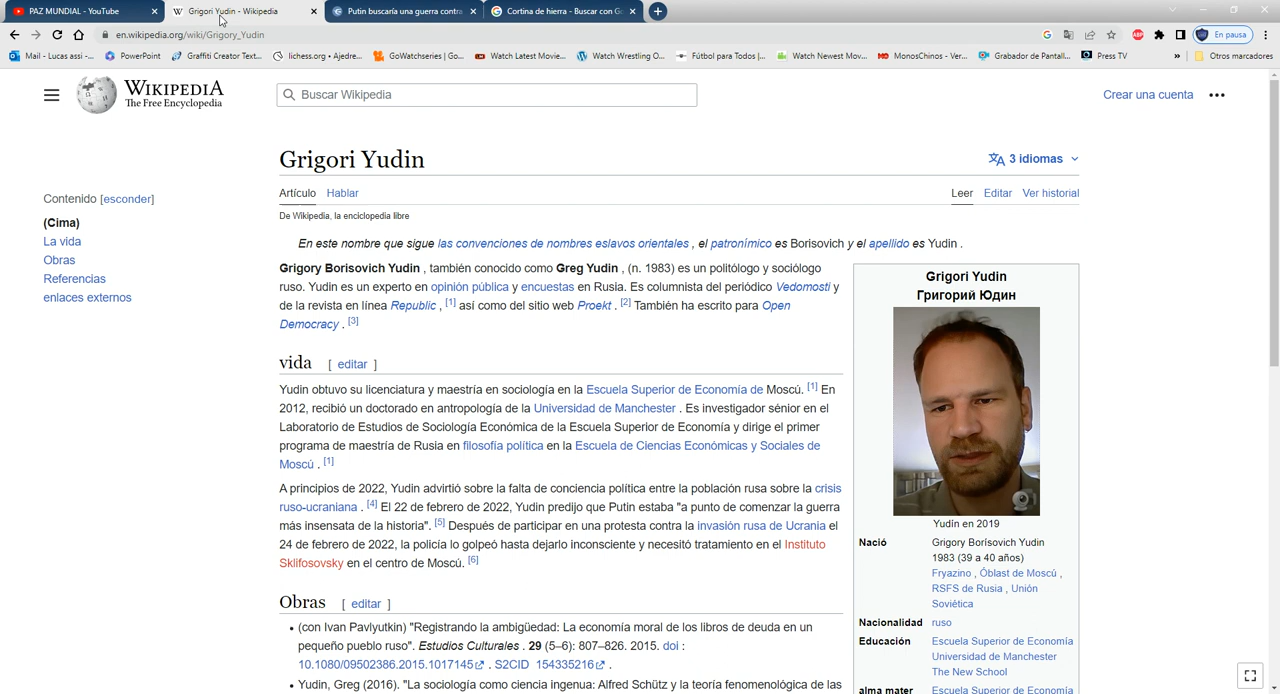 PAZ MUNDIAL - YouTube
Grigori Yudin - Wikipedia
Putin buscaría una guerra contra
Cortina de hierra - Buscar con Go
en.wikipedia.org/wiki/Grigory_Yudin
ABP
En pausa
Mail - Lucas assi-...
PowerPoint
Graffiti Creator Text...
lichess.org • Ajedre...
GoWatchseries | Go...
Watch Latest Movie...
Watch Wrestling O...
Fútbol para Todos |...
Watch Newest Mov...
MonosChinos - Ver...
Grabador de Pantall...
Press TV
»
Otros marcadores
WIKIPEDIA
The Free Encyclopedia
Buscar Wikipedia
Crear una cuenta
Grigori Yudin
3 idiomas
Contenido [esconder]
(Cima)
La vida
Obras
Referencias
enlaces externos
Artículo
Hablar
Leer
Editar
Ver historial
De Wikipedia, la enciclopedia libre
En este nombre que sigue las convenciones de nombres eslavos orientales , el patronímico es Borisovich y el apellido es Yudin .
Grigory Borisovich Yudin , también conocido como Greg Yudin , (n. 1983) es un politólogo y sociólogo
ruso. Yudin es un experto en opinión pública y encuestas en Rusia. Es columnista del periódico Vedomosti y
de la revista en línea Republic , [1] así como del sitio web Proekt . [2] También ha escrito para Open
Democracy . [3]
vida [ editar ]
Yudin obtuvo su licenciatura y maestría en sociología en la Escuela Superior de Economía de Moscú. [1] En
2012, recibió un doctorado en antropología de la Universidad de Manchester . Es investigador sénior en el
Laboratorio de Estudios de Sociología Económica de la Escuela Superior de Economía y dirige el primer
programa de maestría de Rusia en filosofía política en la Escuela de Ciencias Económicas y Sociales de
Moscú . [1]
A principios de 2022, Yudin advirtió sobre la falta de conciencia política entre la población rusa sobre la crisis
ruso-ucraniana . [4] El 22 de febrero de 2022, Yudin predijo que Putin estaba "a punto de comenzar la guerra
más insensata de la historia". [5] Después de participar en una protesta contra la invasión rusa de Ucrania el
24 de febrero de 2022, la policía lo golpeó hasta dejarlo inconsciente y necesitó tratamiento en el Instituto
Sklifosovsky en el centro de Moscú. [6]
Obras [ editar ]
• (con Ivan Pavlyutkin) "Registrando la ambigüedad: La economía moral de los libros de deuda en un
pequeño pueblo ruso". Estudios Culturales . 29 (5–6): 807–826. 2015. doi :
10.1080/09502386.2015.1017145 . S2CID 154335216 .
• Yudin, Greg (2016). "La sociología como ciencia ingenua: Alfred Schütz y la teoría fenomenológica de las
Grigori Yudin
Григорий Юдин
Yudin en 2019
Nació
Grigory Borísovich Yudin
1983 (39 a 40 años)
Fryazino , Óblast de Moscú ,
RSFS de Rusia , Unión
Soviética
Nacionalidad ruso
Educación
Escuela Superior de Economía
Universidad de Manchester
The New School
alma mater Escuela Superior de Economía